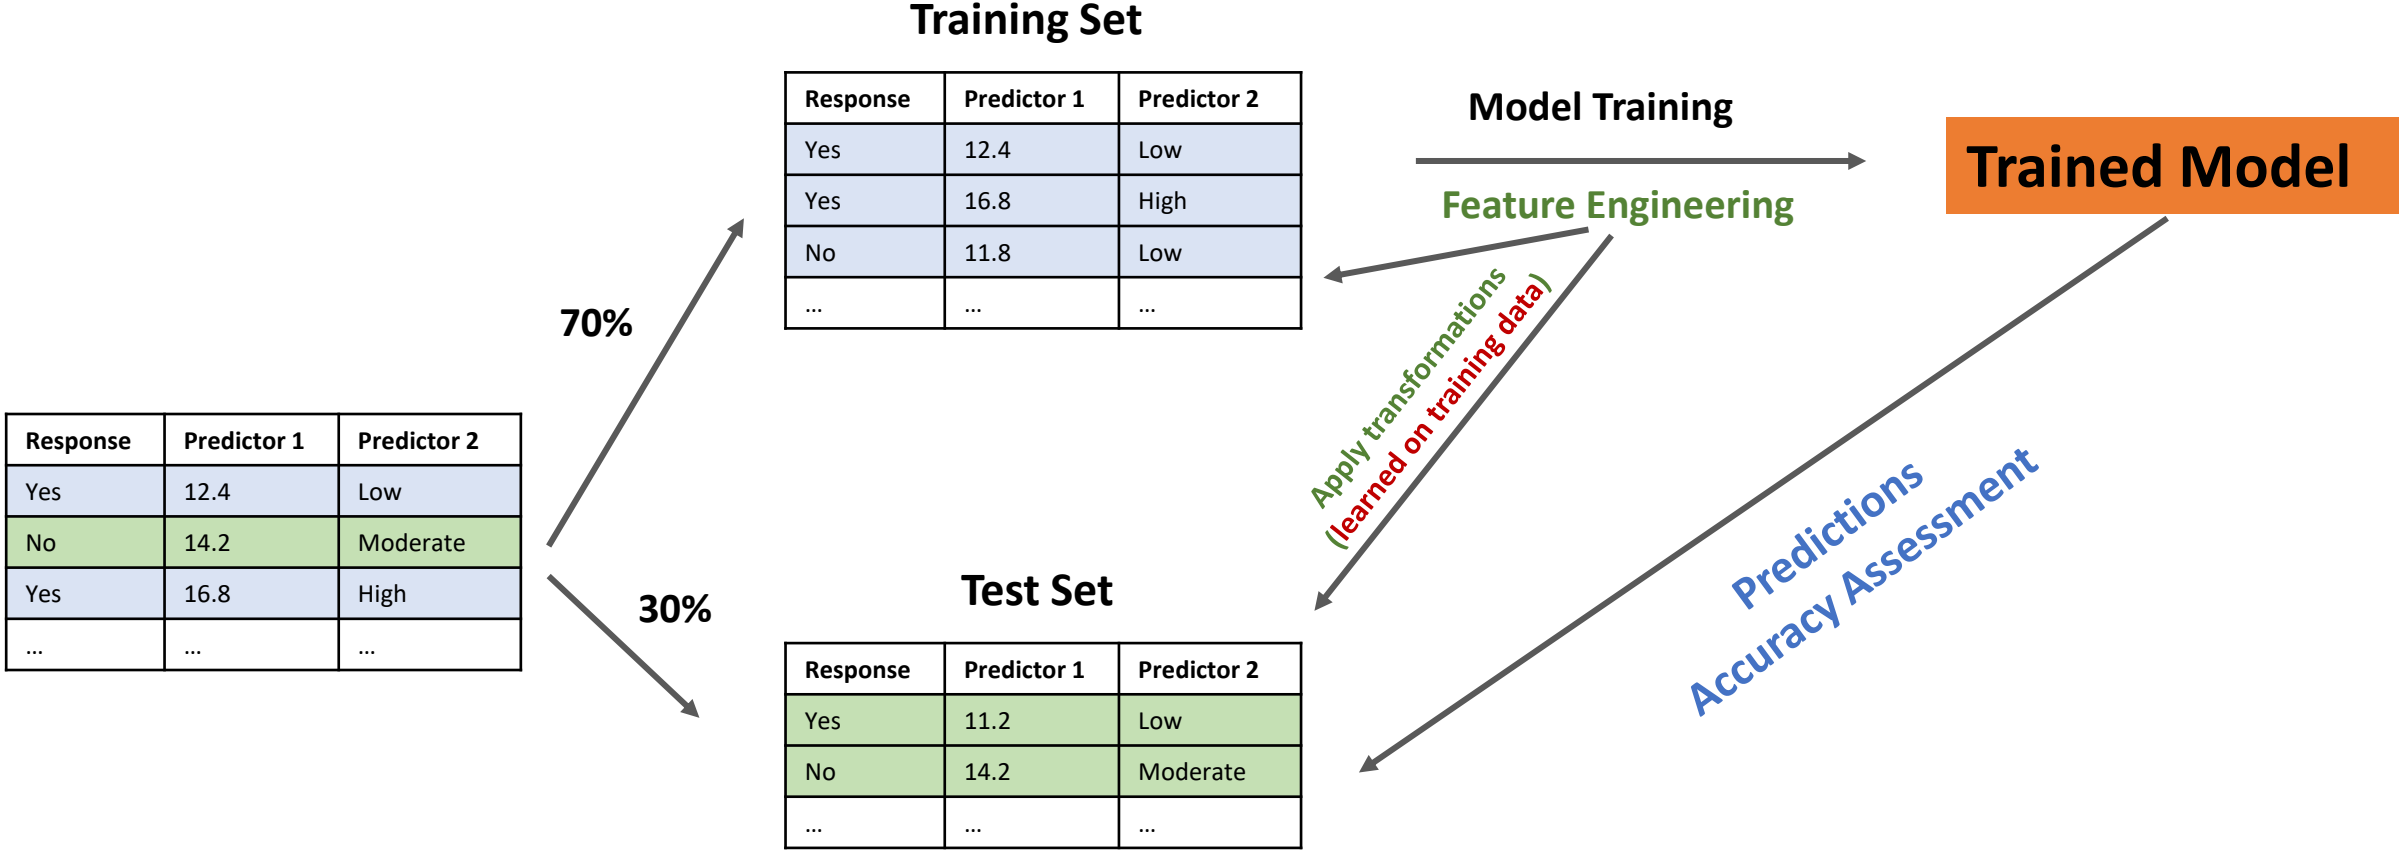 Training Set
Response Predictor 1 Predictor 2
Yes 12.4 Low
Yes 16.8 High
No 11.8 Low
... ... ...
Model Training
Feature Engineering
Trained Model
70%
30%
Response Predictor 1 Predictor 2
Yes 12.4 Low
No 14.2 Moderate
Yes 16.8 High
... ... ...
Apply transformations
(learned on training data)
Test Set
Response Predictor 1 Predictor 2
Yes 11.2 Low
No 14.2 Moderate
... ... ...
Predictions
Accuracy Assessment